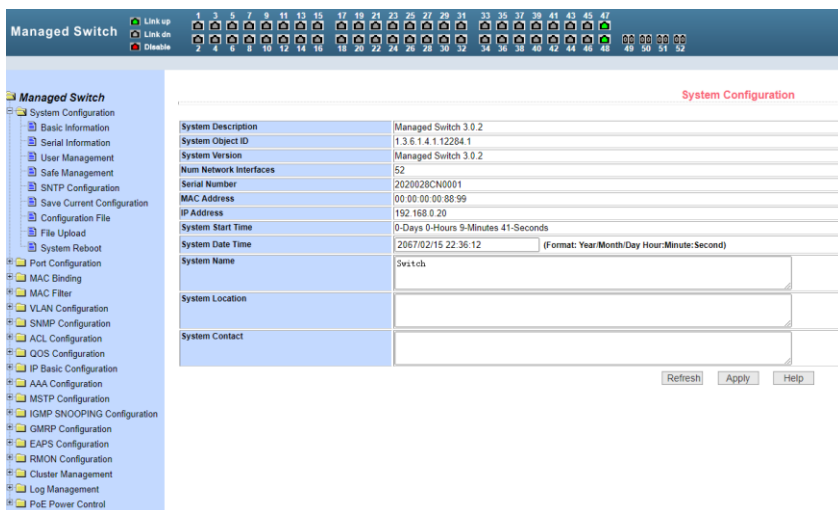 Managed Switch
Link up
Link dn
Disable
1 3 5 7 9 11 13 15 17 19 21 23 25 27 29 31 33 35 37 39 41 43 45 47
2 4 6 8 10 12 14 16 18 20 22 24 26 28 30 32 34 36 38 40 42 44 46 48 49 50 51 52
Managed Switch
System Configuration
Basic Information
Serial Information
User Management
Safe Management
SNTP Configuration
Save Current Configuration
Configuration File
File Upload
System Reboot
Port Configuration
MAC Binding
MAC Filter
VLAN Configuration
SNMP Configuration
ACL Configuration
QOS Configuration
IP Basic Configuration
AAA Configuration
MSTP Configuration
IGMP SNOOPING Configuration
GMRP Configuration
EAPS Configuration
RMON Configuration
Cluster Management
Log Management
PoE Power Control
System Configuration
System Description Managed Switch 3.0.2
System Object ID 1.3.6.1.4.1.12284.1
System Version Managed Switch 3.0.2
Num Network Interfaces 52
Serial Number 2020028CN0001
MAC Address 00:00:00:00:88:99
IP Address 192.168.0.20
System Start Time 0-Days 0-Hours 9-Minutes 41-Seconds
System Date Time 2067/02/15 22:36:12 (Format: Year/Month/Day Hour:Minute:Second)
System Name Switch
System Location
System Contact
Refresh Apply Help